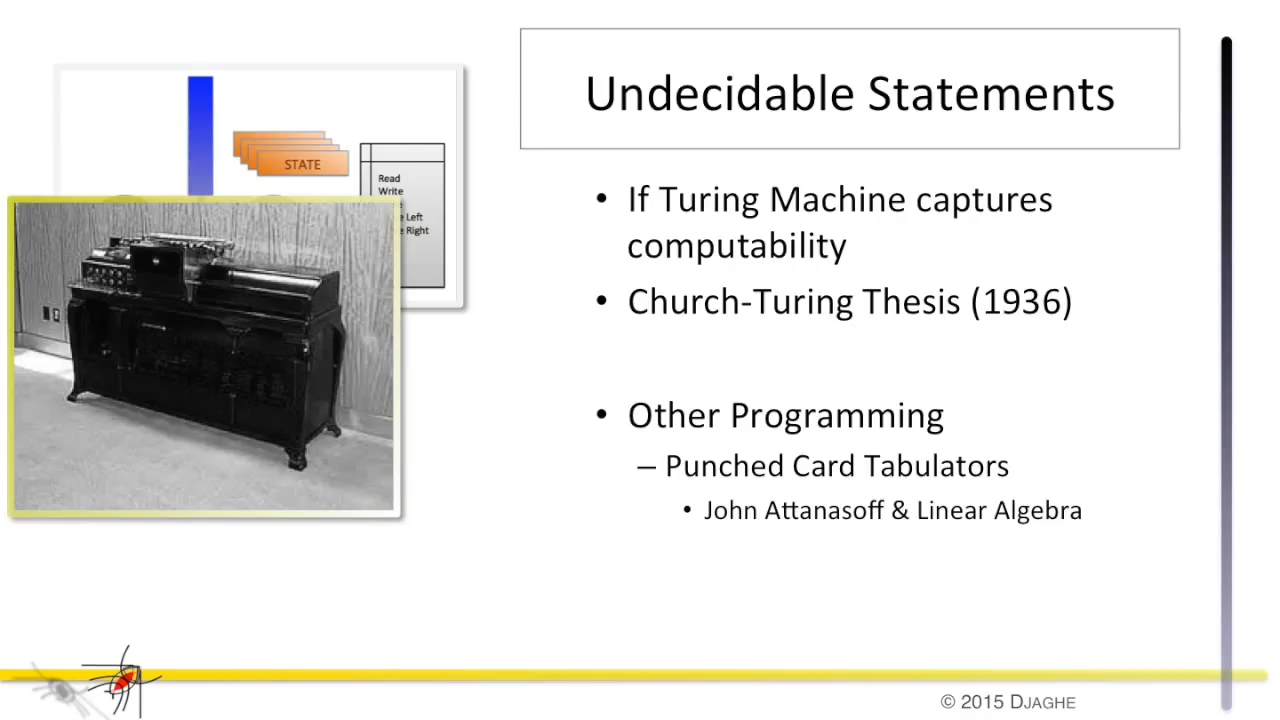 Undecidable Statements
STATE
Read
Write
Left
Right
• If Turing Machine captures
computability
• Church-Turing Thesis (1936)
• Other Programming
– Punched Card Tabulators
• John Attanasoff & Linear Algebra
© 2015 DJAGHE